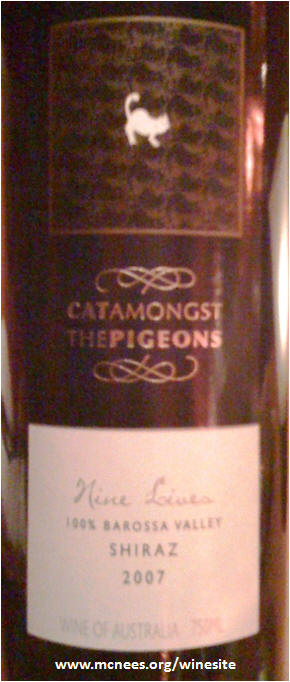 CATAMONGST
THEPIGEONS
Nine Lives
100% BAROSSA VALLEY
SHIRAZ
2007
WINE OF AUSTRALIA 750ML
www.mcnees.org/winesite